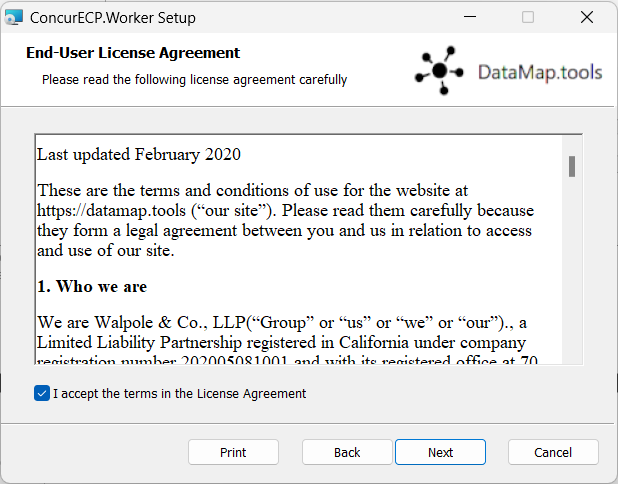 ConcurECP.Worker Setup
End-User License Agreement
Please read the following license agreement carefully
DataMap.tools
Last updated February 2020
These are the terms and conditions of use for the website at
https://datamap.tools (“our site”). Please read them carefully because
they form a legal agreement between you and us in relation to access
and use of our site.
1. Who we are
We are Walpole & Co., LLP(“Group” or “us” or “we” or “our”)., a
Limited Liability Partnership registered in California under company
registration number 202005081001 and with its registered office at 70
I accept the terms in the License Agreement
Print
Back
Next
Cancel